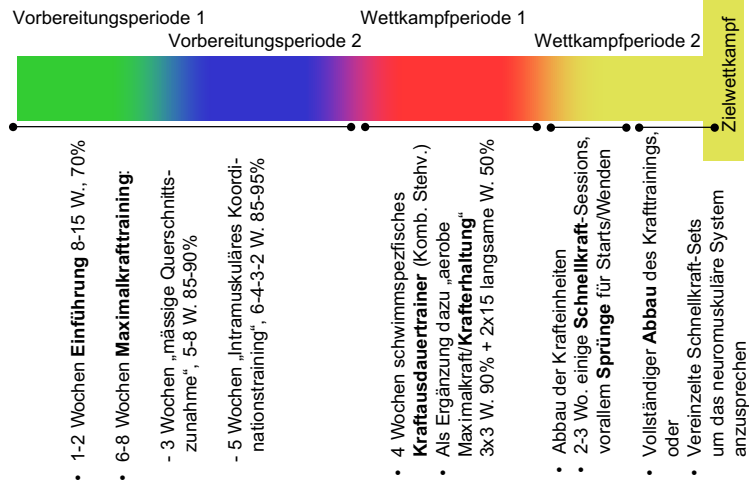 Vorbereitungsperiode 1
Vorbereitungsperiode 2
Wettkampfperiode 1
Wettkampfperiode 2
Zielwettkampf
• 1-2 Wochen Einführung 8-15 W., 70%
• 6-8 Wochen Maximalkrafttraining:
- 3 Wochen „mässige Querschnitts-
zunahme“, 5-8 W. 85-90%
- 5 Wochen „Intramuskuläres Koordi-
nationstraining“, 6-4-3-2 W. 85-95%
• 4 Wochen schwimmspezfisches
Kraftausdauertrainer (Komb. Stehv.)
• Als Ergänzung dazu „aerobe
Maximalkraft/Krafterhaltung“
3x3 W. 90% + 2x15 langsame W. 50%
• Abbau der Krafteinheiten
• 2-3 Wo. einige Schnellkraft-Sessions,
vorallem Sprünge für Starts/Wenden
• Vollständiger Abbau des Krafttrainings,
oder
• Vereinzelte Schnellkraft-Sets
um das neuromuskuläre System
anzusprechen